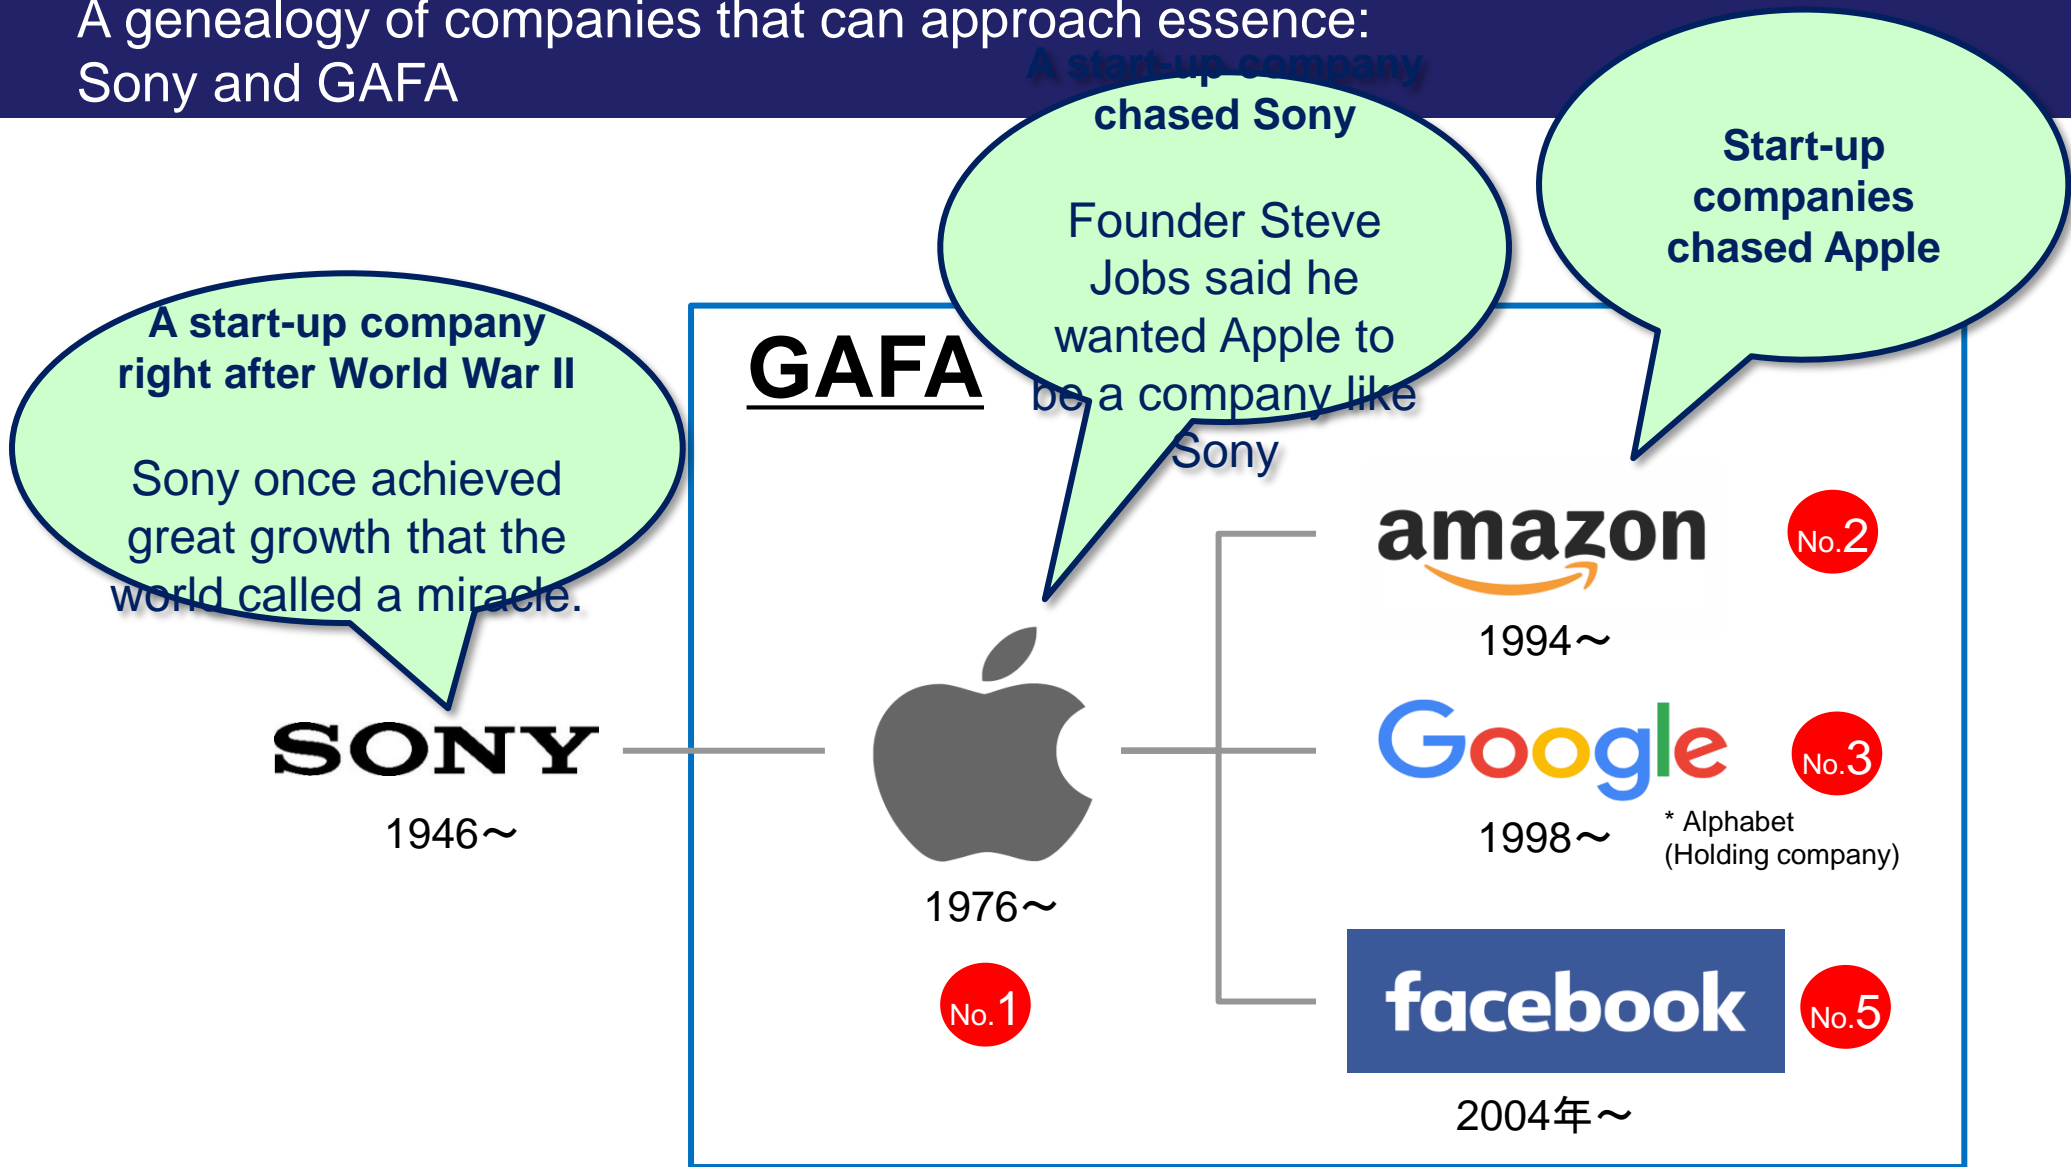 A genealogy of companies that can approach essence:
Sony and GAFA
A start-up company
chased Sony
Founder Steve
Jobs said he
wanted Apple to
be a company like
Sony
Start-up
companies
chased Apple
A start-up company
right after World War II
Sony once achieved
great growth that the
world called a miracle.
GAFA
SONY
1946～
1976～
No.1
amazon
No.2
1994～
Google
No.3
1998～
* Alphabet
(Holding company)
facebook
No.5
2004年～